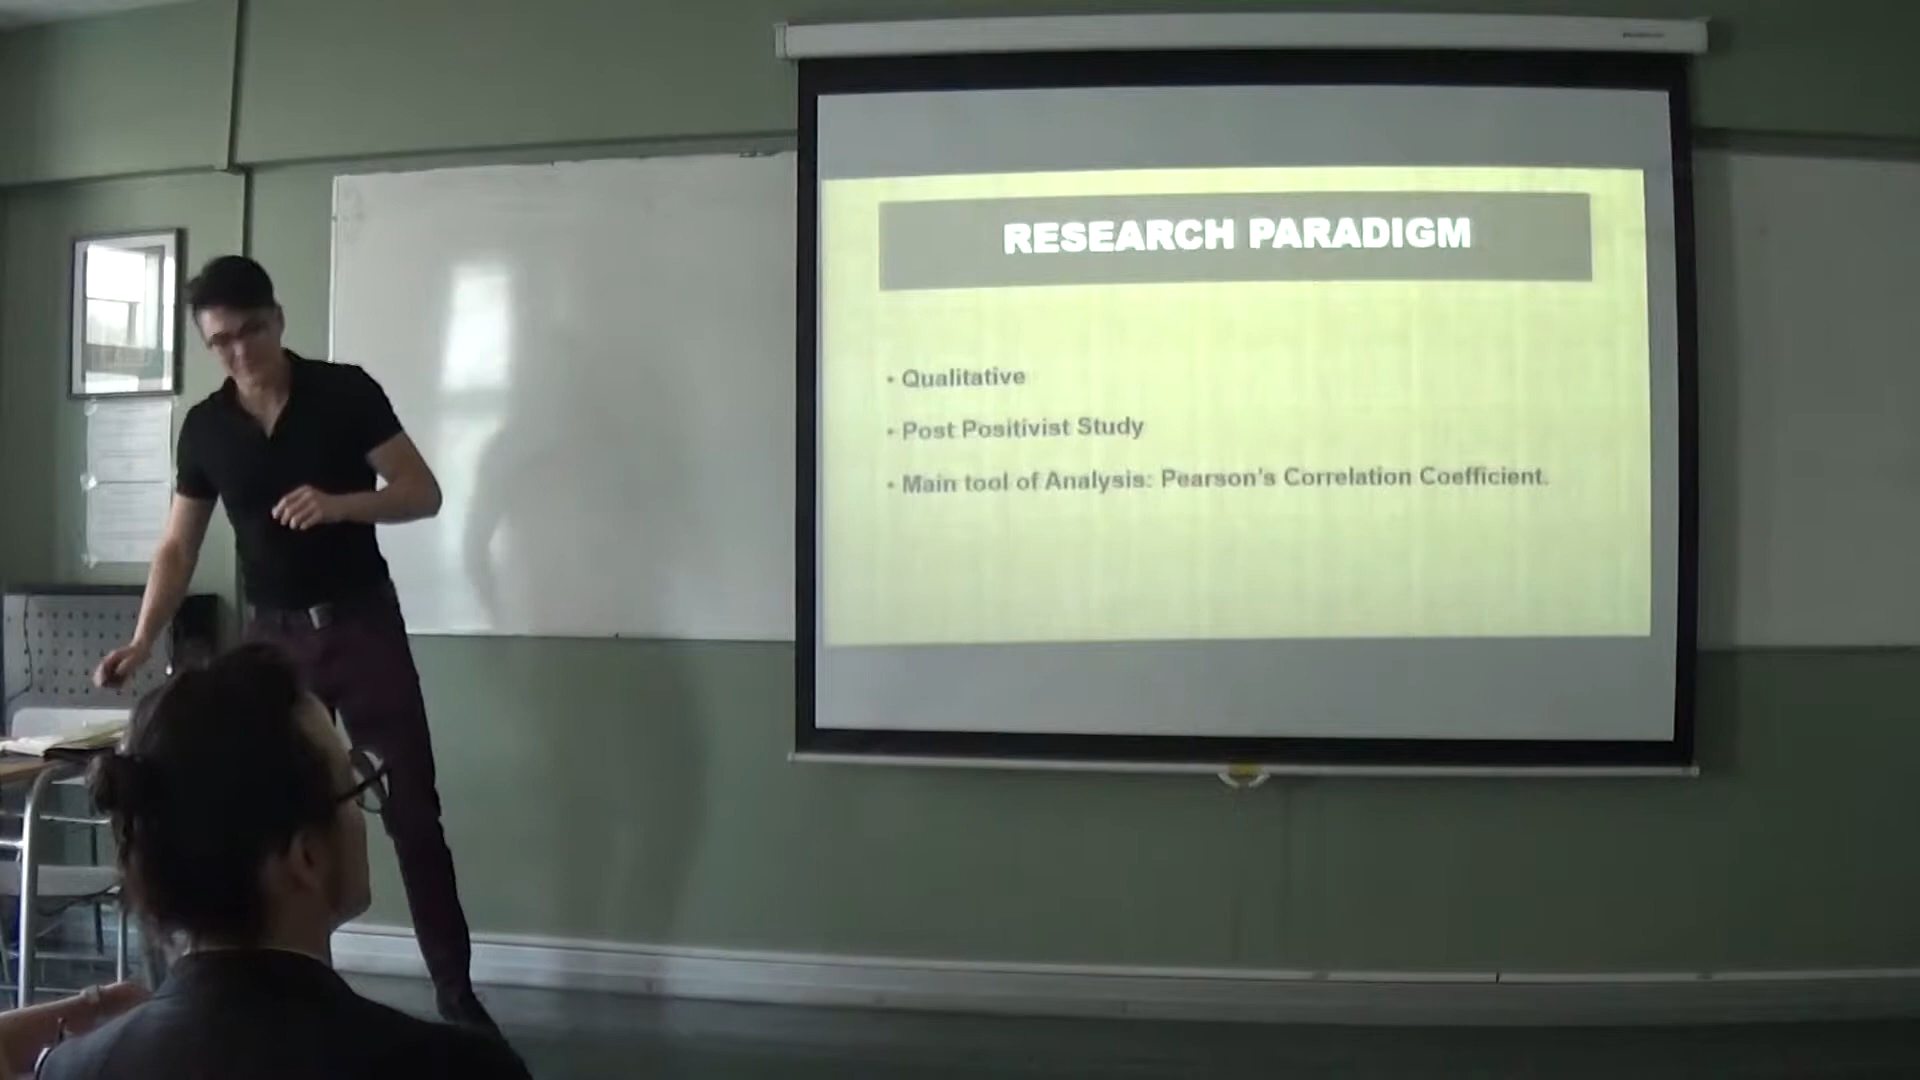 RESEARCH PARADIGM
• Qualitative
• Post Positivist Study
• Main tool of Analysis: Pearson's Correlation Coefficient.